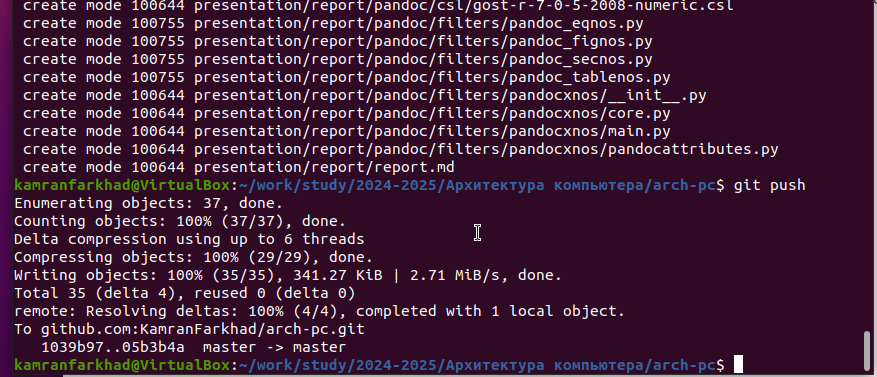 create mode 100644 presentation/report/pandoc/csl/gost-r-7-0-5-2008-numeric.csl
create mode 100755 presentation/report/pandoc/filters/pandoc_eqnos.py
create mode 100755 presentation/report/pandoc/filters/pandoc_fignos.py
create mode 100755 presentation/report/pandoc/filters/pandoc_secnos.py
create mode 100755 presentation/report/pandoc/filters/pandoc_tablenos.py
create mode 100644 presentation/report/pandoc/filters/pandocxnos/__init__.py
create mode 100644 presentation/report/pandoc/filters/pandocxnos/core.py
create mode 100644 presentation/report/pandoc/filters/pandocxnos/main.py
create mode 100644 presentation/report/pandoc/filters/pandocxnos/pandocattributes.py
create mode 100644 presentation/report/report.md
kamranfarkhad@VirtualBox:~/work/study/2024-2025/Архитектура компьютера/arch-pc$ git push
Enumerating objects: 37, done.
Counting objects: 100% (37/37), done.
Delta compression using up to 6 threads
Compressing objects: 100% (29/29), done.
Writing objects: 100% (35/35), 341.27 KiB | 2.71 MiB/s, done.
Total 35 (delta 4), reused 0 (delta 0)
remote: Resolving deltas: 100% (4/4), completed with 1 local object.
To github.com:KamranFarkhad/arch-pc.git
1039b97..05b3b4a  master -> master
kamranfarkhad@VirtualBox:~/work/study/2024-2025/Архитектура компьютера/arch-pc$